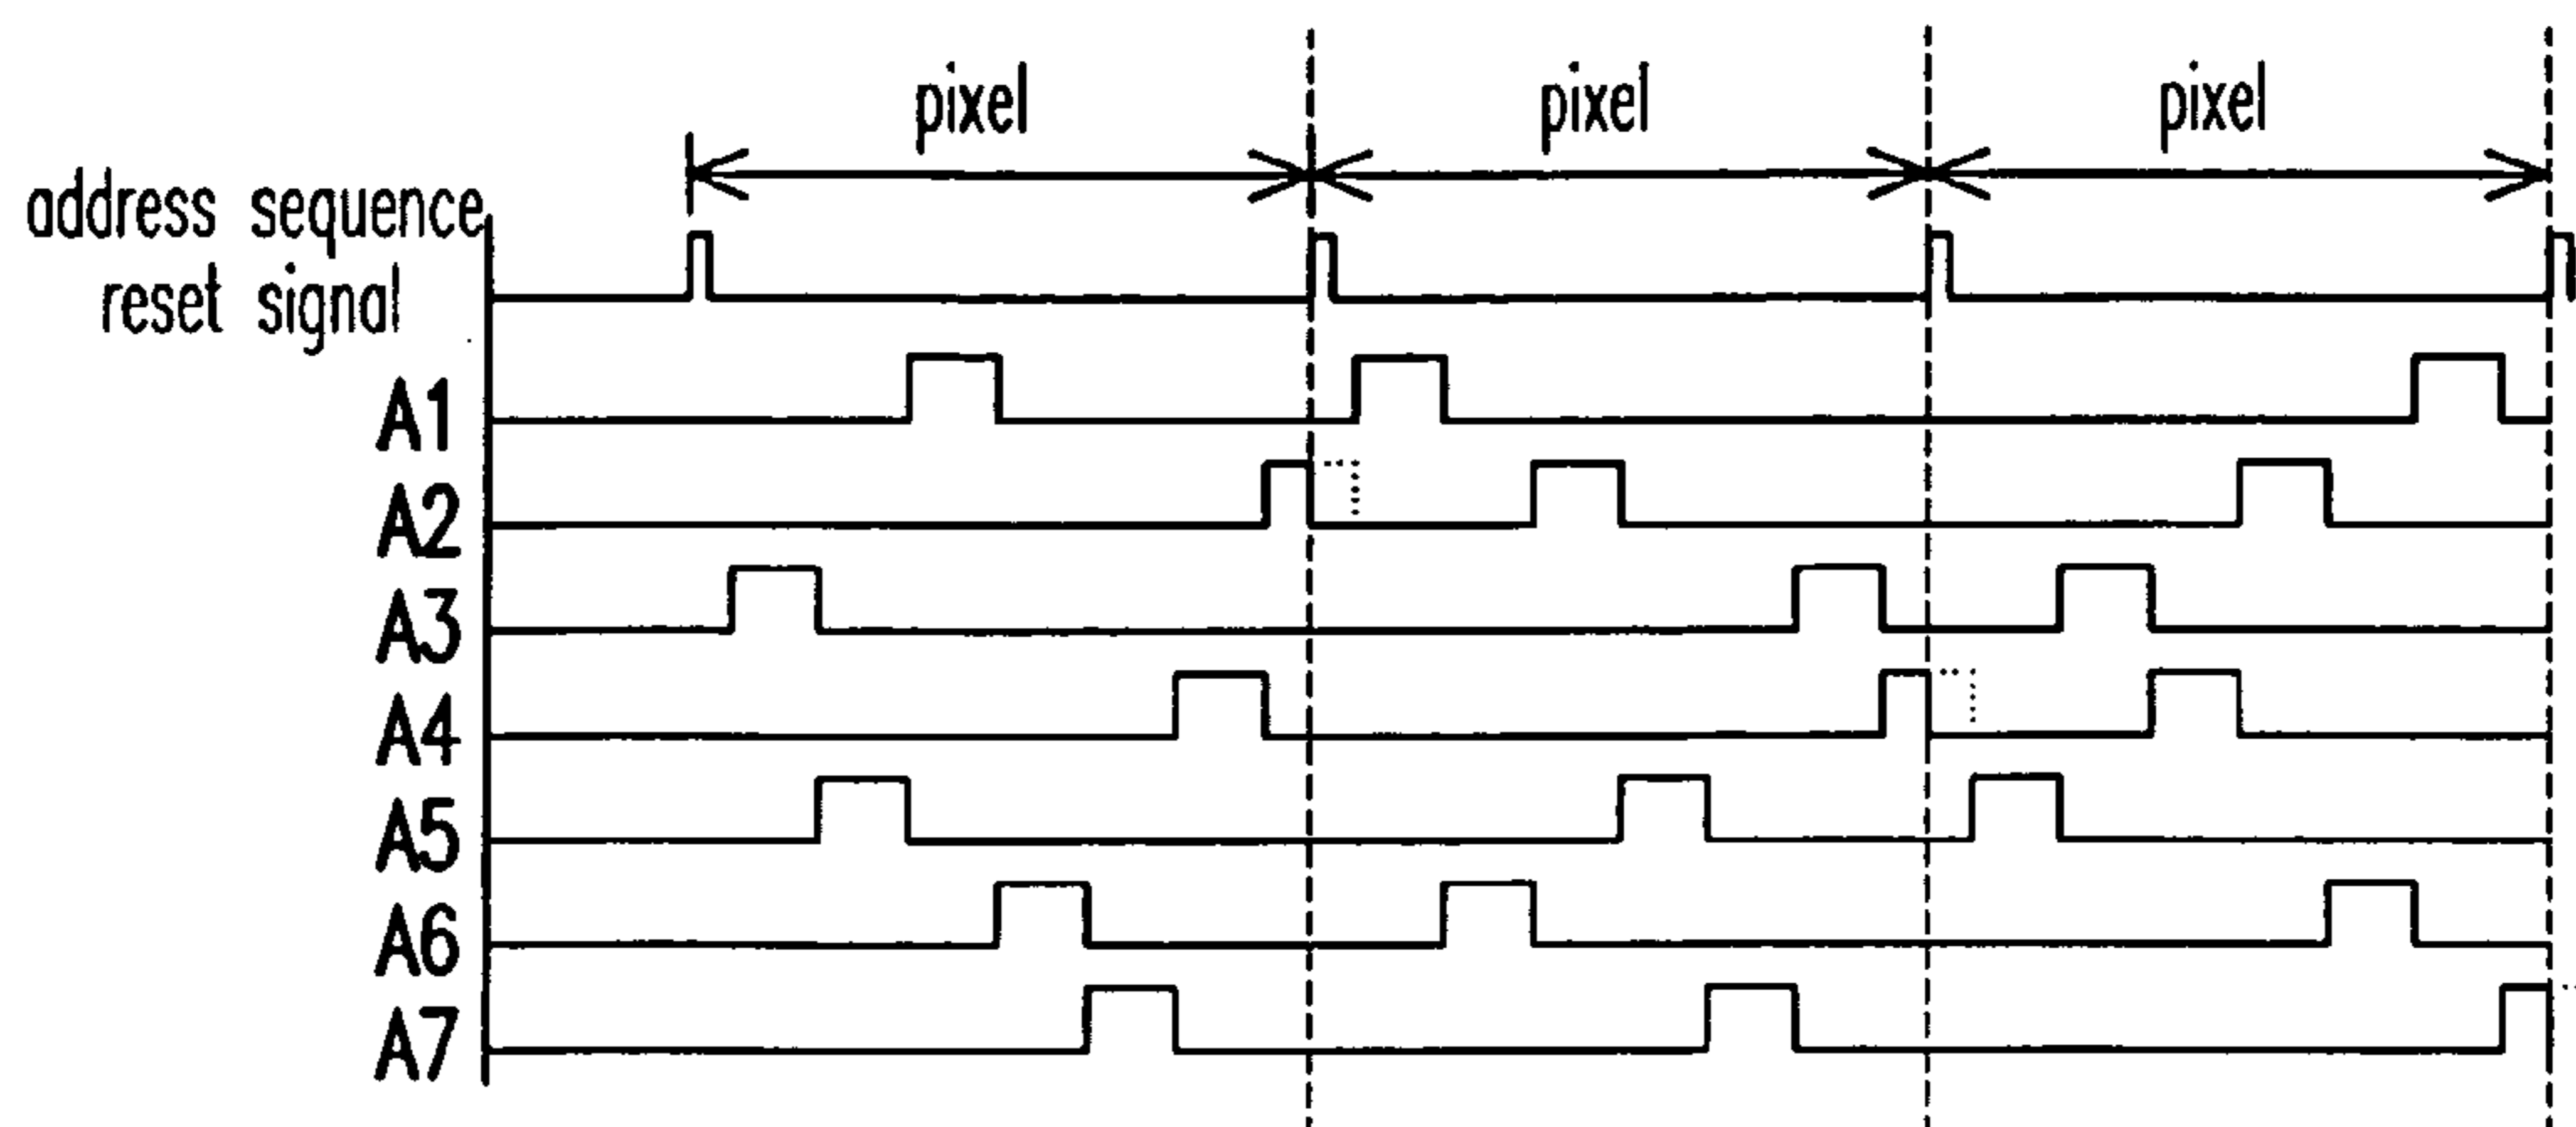 pixel pixel pixel
address sequence
reset signal
A1
A2
A3
A4
A5
A6
A7